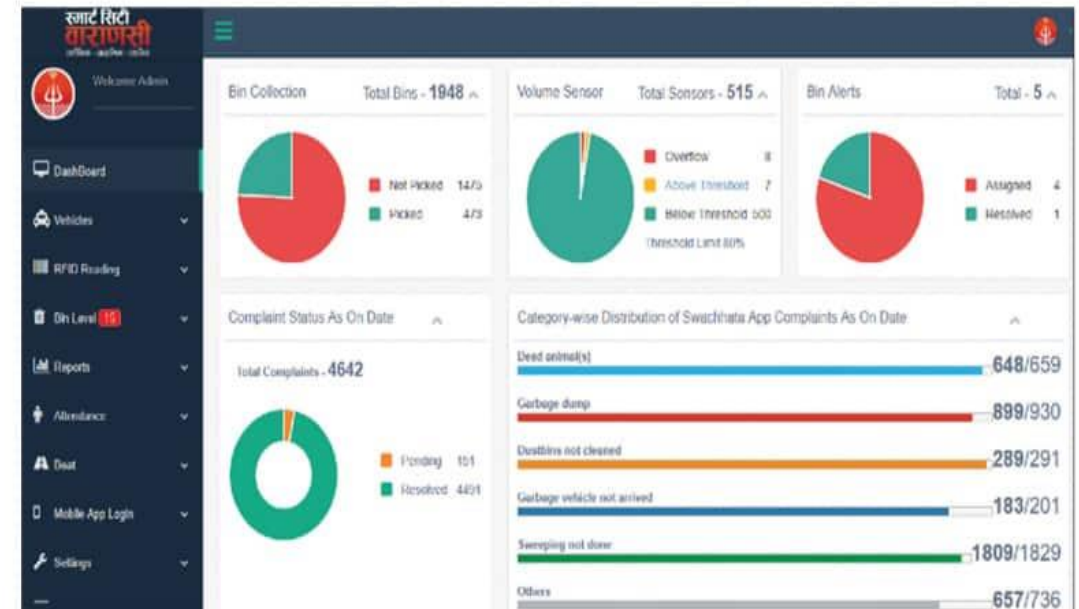 स्मार्ट सिटी
वाराणसी
Welcome Admin
DashBoard
Vehicles
RFID Reading
Bin Level 15
Reports
Attendance
Beat
Mobile App Login
Settings
Bin Collection Total Bins - 1948
Not Picked 1475
Picked 473
Volume Sensor Total Sensors - 515
Overflow 8
Above Threshold 7
Below Threshold 500
Threshold Limit 80%
Bin Alerts Total - 5
Assigned 4
Resolved 1
Complaint Status As On Date
Total Complaints - 4642
Pending 151
Resolved 4491
Category-wise Distribution of Swachhata App Complaints As On Date
Dead animal(s) 648/659
Garbage dump 899/930
Dustbins not cleaned 289/291
Garbage vehicle not arrived 183/201
Sweeping not done 1809/1829
Others 657/736